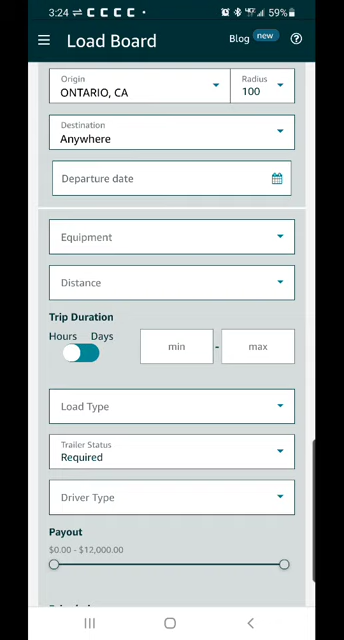 3:24 59%
Load Board Blog new
Origin
ONTARIO, CA
Radius
100
Destination
Anywhere
Departure date
Equipment
Distance
Trip Duration
Hours Days
min - max
Load Type
Trailer Status
Required
Driver Type
Payout
$0.00 - $12,000.00